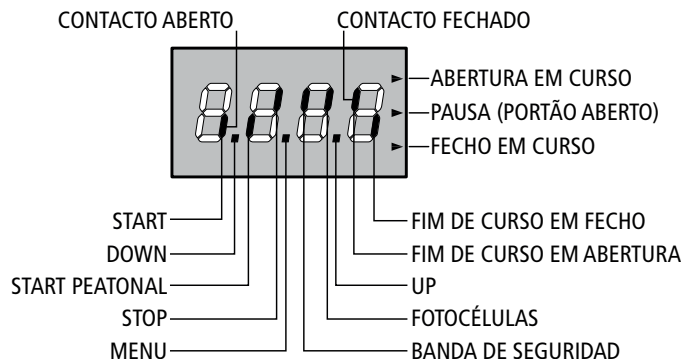 CONTACTO ABERTO
CONTACTO FECHADO
ABERTURA EM CURSO
PAUSA (PORTÃO ABERTO)
FECHO EM CURSO
START
DOWN
START PEATONAL
STOP
MENU
FIM DE CURSO EM FECHO
FIM DE CURSO EM ABERTURA
UP
FOTOCÉLULAS
BANDA DE SEGURIDAD